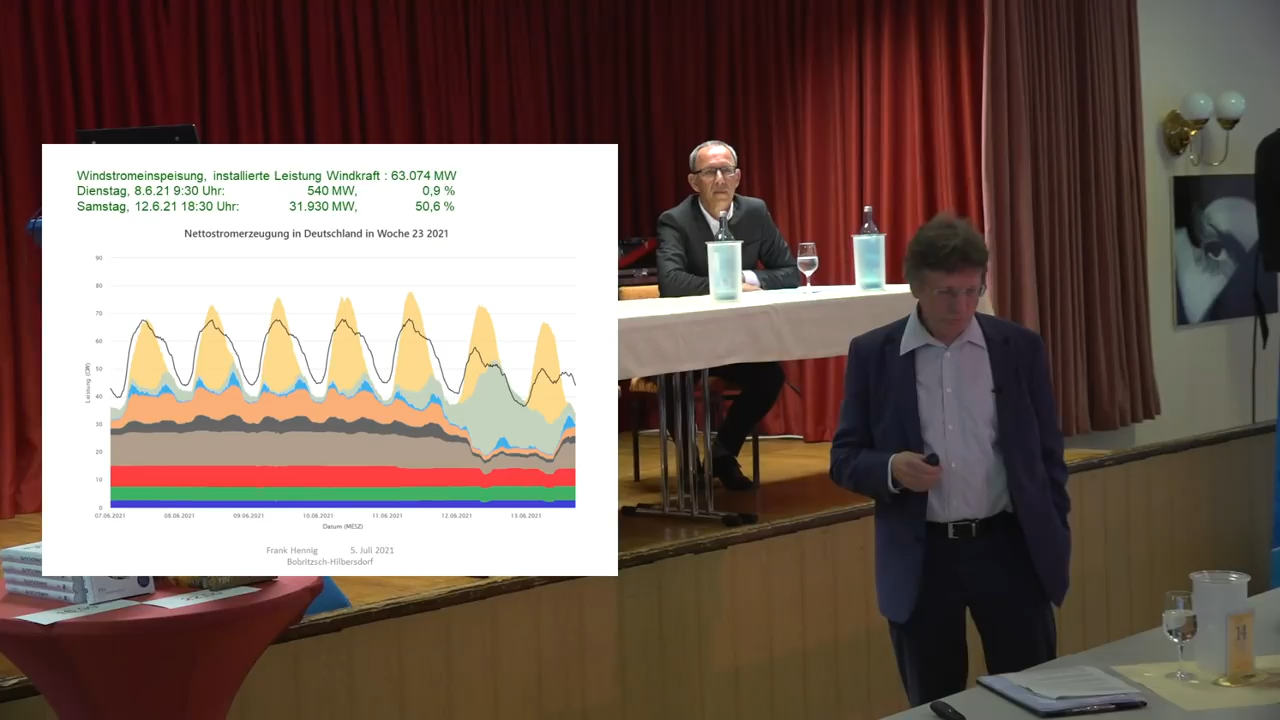 Windstromeinspeisung, installierte Leistung Windkraft : 63.074 MW
Dienstag, 8.6.21 9:30 Uhr: 540 MW, 0,9 %
Samstag, 12.6.21 18:30 Uhr: 31.930 MW, 50,6 %
Nettostromerzeugung in Deutschland in Woche 23 2021
90
80
70
60
50
40
30
20
10
0
Leistung (GW)
07.06.2021 08.06.2021 09.06.2021 10.06.2021 11.06.2021 12.06.2021 13.06.2021
Datum (MESZ)
Frank Hennig 5. Juli 2021
Bobritzsch-Hilbersdorf
14